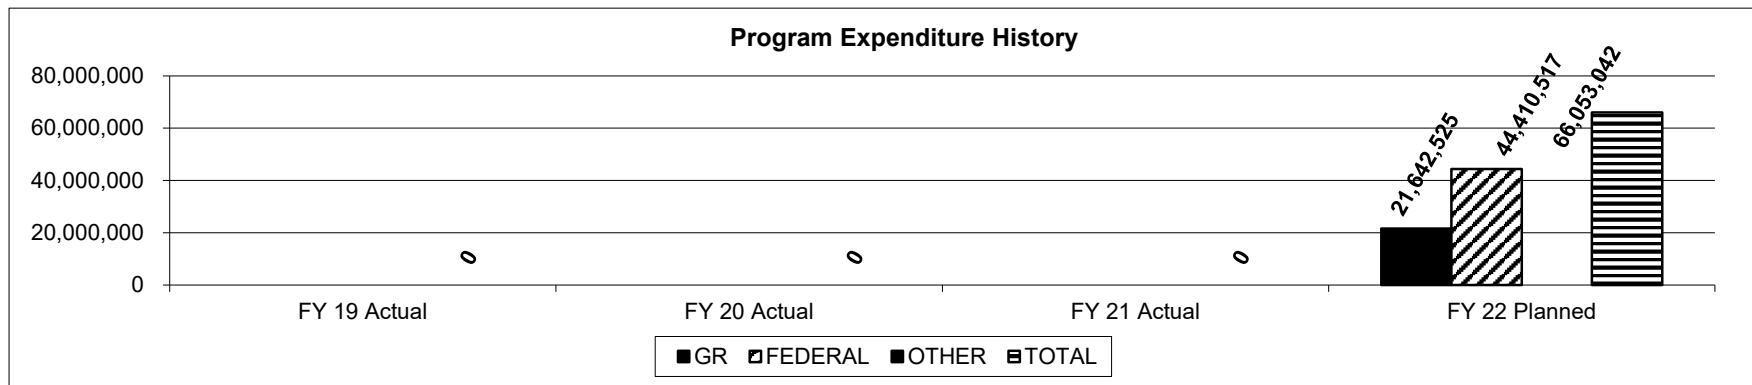 Program Expenditure History
80,000,000
60,000,000
40,000,000
20,000,000
0
0
0
0
21,642,525
44,410,517
66,053,042
FY 19 Actual
FY 20 Actual
FY 21 Actual
FY 22 Planned
GR FEDERAL OTHER TOTAL